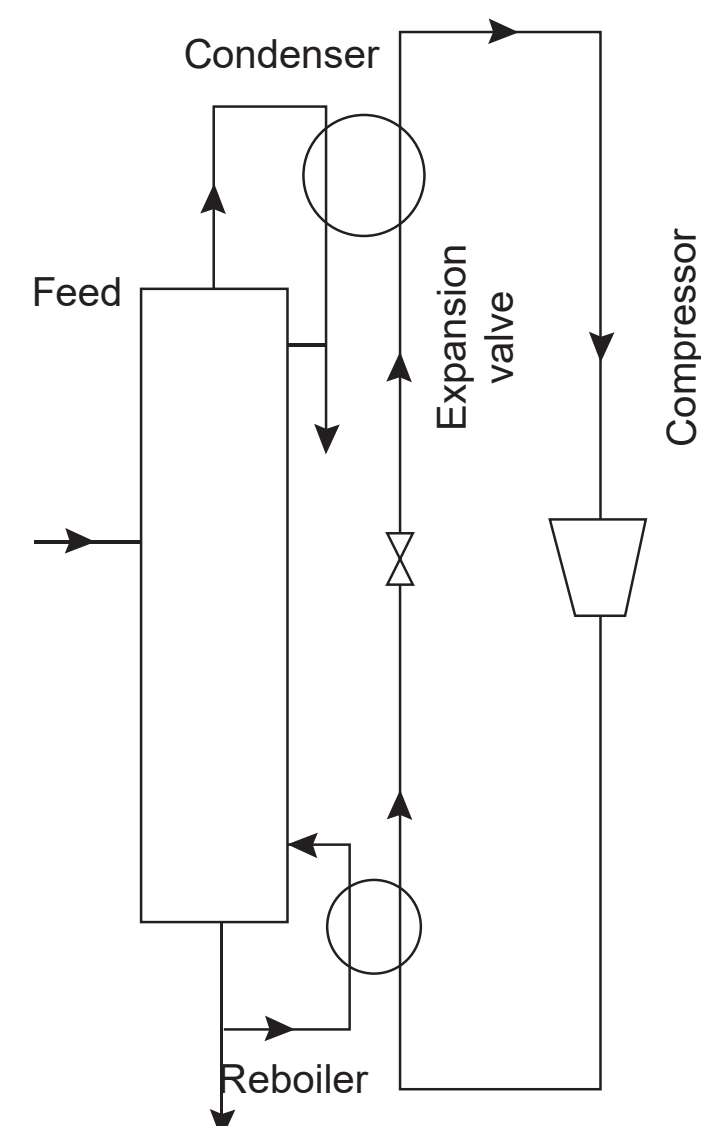 Condenser
Feed
Expansion
valve
Compressor
Reboiler